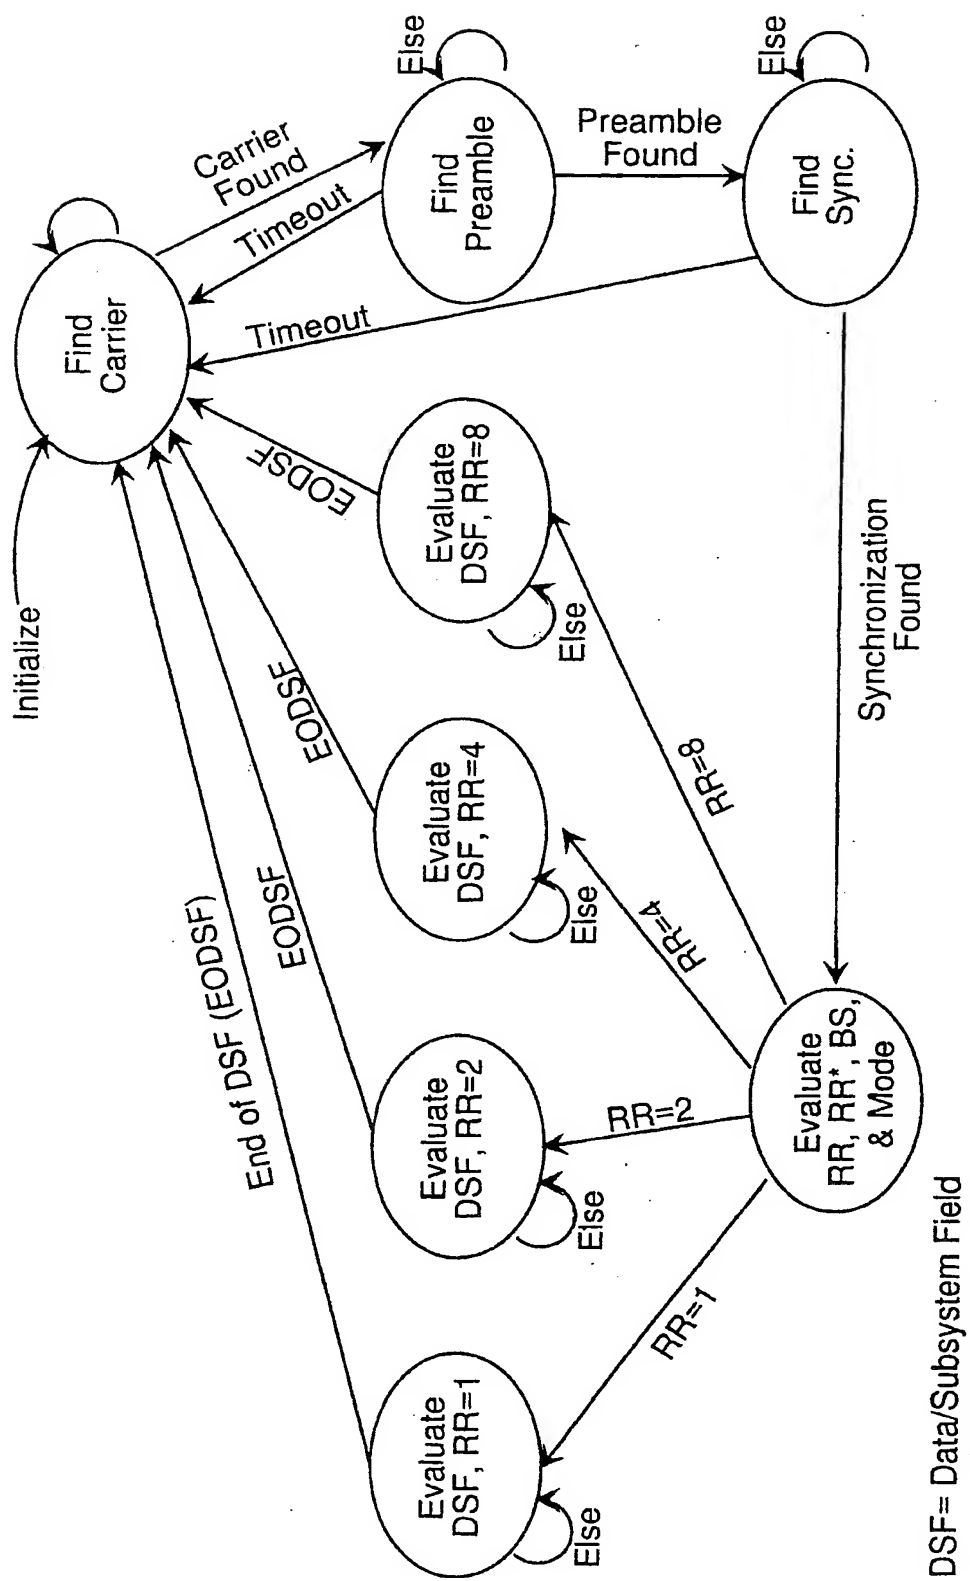 Initialize
Find
Carrier
Carrier
Found
Timeout
Else
Find
Preamble
Timeout
Preamble
Found
Else
Find
Sync.
End of DSF (EODSF)
EODSF
EODSF
EODSF
Evaluate
DSF, RR=1
Else
Evaluate
DSF, RR=2
Else
Evaluate
DSF, RR=4
Else
Evaluate
DSF, RR=8
Else
RR=1
RR=2
RR=4
RR=8
Synchronization
Found
Evaluate
RR, RR*, BS,
& Mode
DSF= Data/Subsystem Field